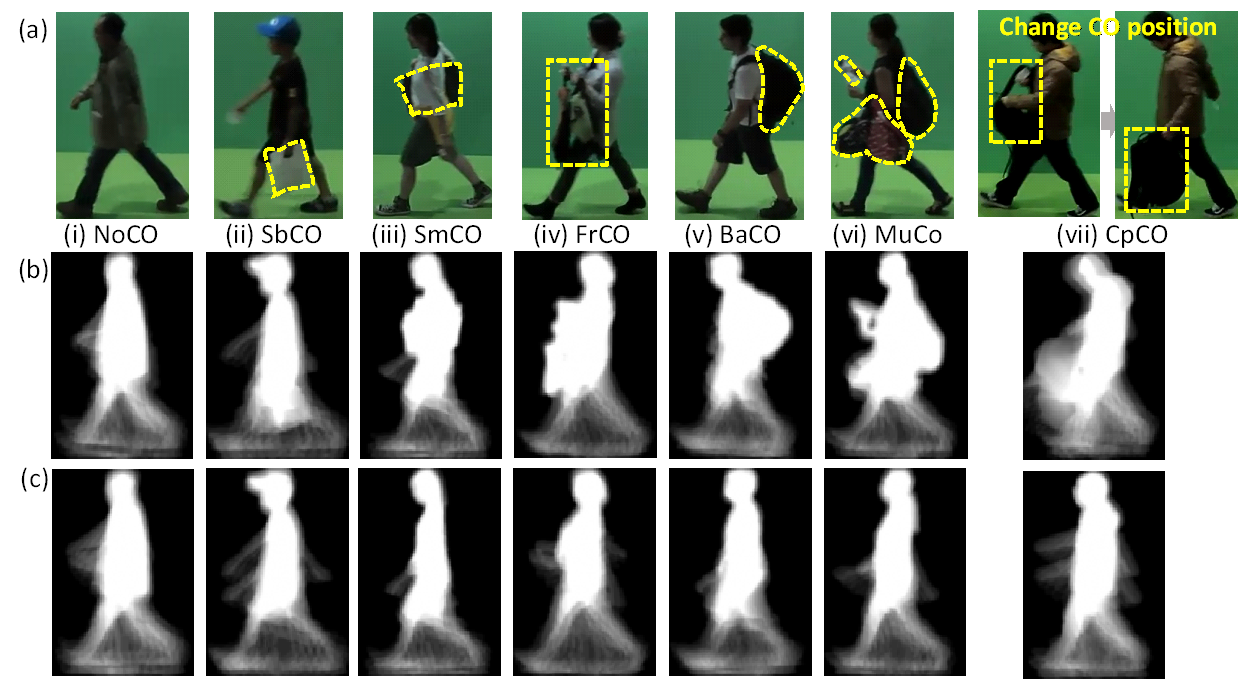 (a)
Change CO position
(i) NoCO
(ii) SbCO
(iii) SmCO
(iv) FrCO
(v) BaCO
(vi) MuCo
(vii) CpCO
(b)
(c)